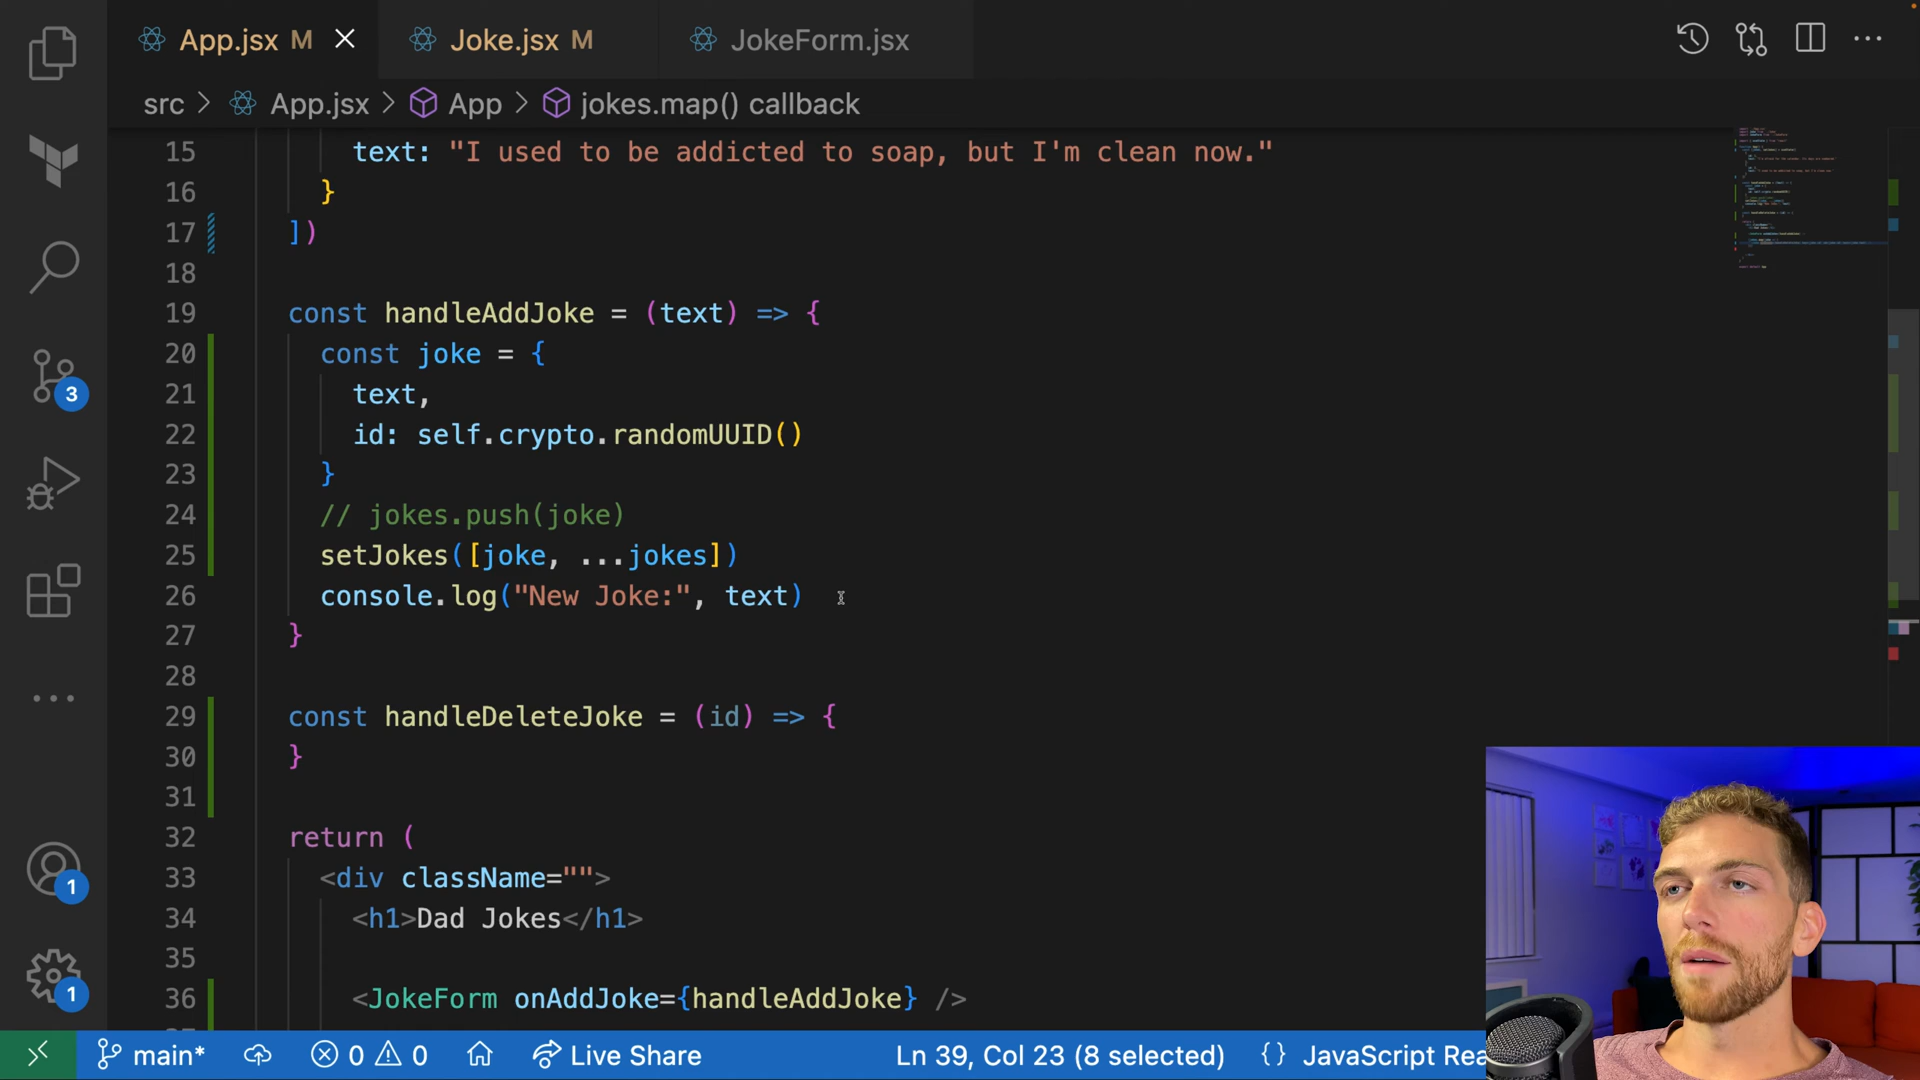 App.jsx M
Joke.jsx M
JokeForm.jsx
src > App.jsx > App > jokes.map() callback
15 text: "I used to be addicted to soap, but I'm clean now."
16 }
17 ])
18
19 const handleAddJoke = (text) => {
20 const joke = {
21 text,
22 id: self.crypto.randomUUID()
23 }
24 // jokes.push(joke)
25 setJokes([joke, ...jokes])
26 console.log("New Joke:", text)
27 }
28
29 const handleDeleteJoke = (id) => {
30 }
31
32 return (
33 <div className="">
34 <h1>Dad Jokes</h1>
35
36 <JokeForm onAddJoke={handleAddJoke} />
3
1
1
main* 0 0 Live Share Ln 39, Col 23 (8 selected) {} JavaScript Rea